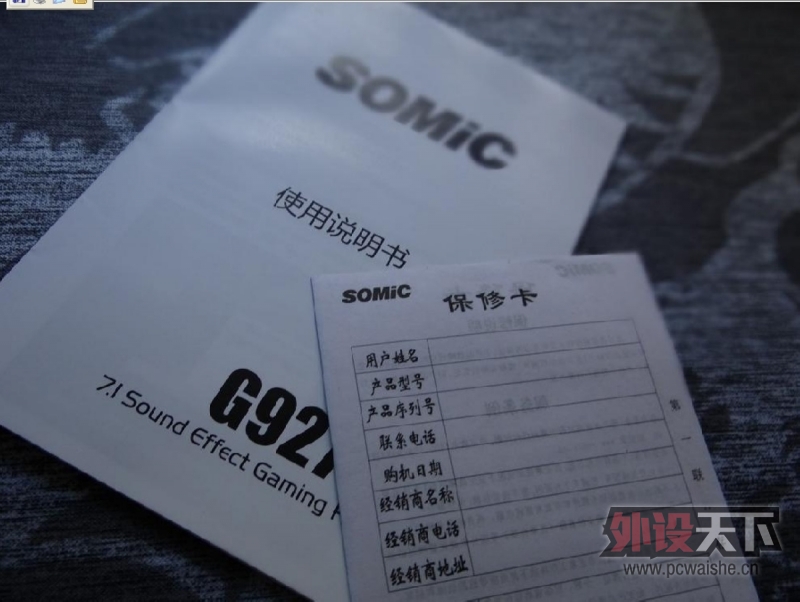 SOMiC
使用说明书
G927
7.1 Sound Effect Gaming
SOMiC 保修卡
用户姓名
产品型号
产品序列号
联系电话
购机日期
经销商名称
经销商电话
经销商地址
第一联
外设天下
www.pcwaishe.cn